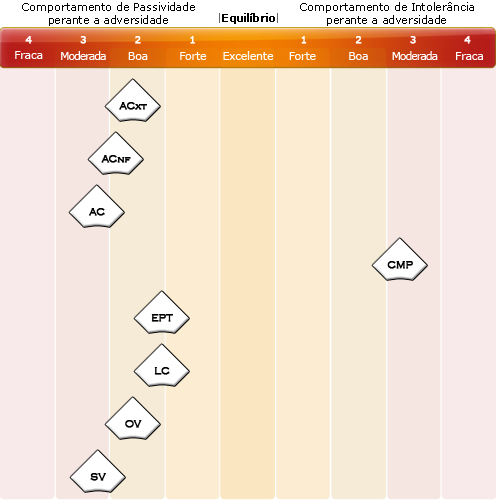 Comportamento de Passividade
perante a adversidade
|Equilíbrio|
Comportamento de Intolerância
perante a adversidade
4 3 2 1 1 2 3 4
Fraca Moderada Boa Forte Excelente Forte Boa Moderada Fraca
ACXT
ACNF
AC
CMP
EPT
LC
OV
SV